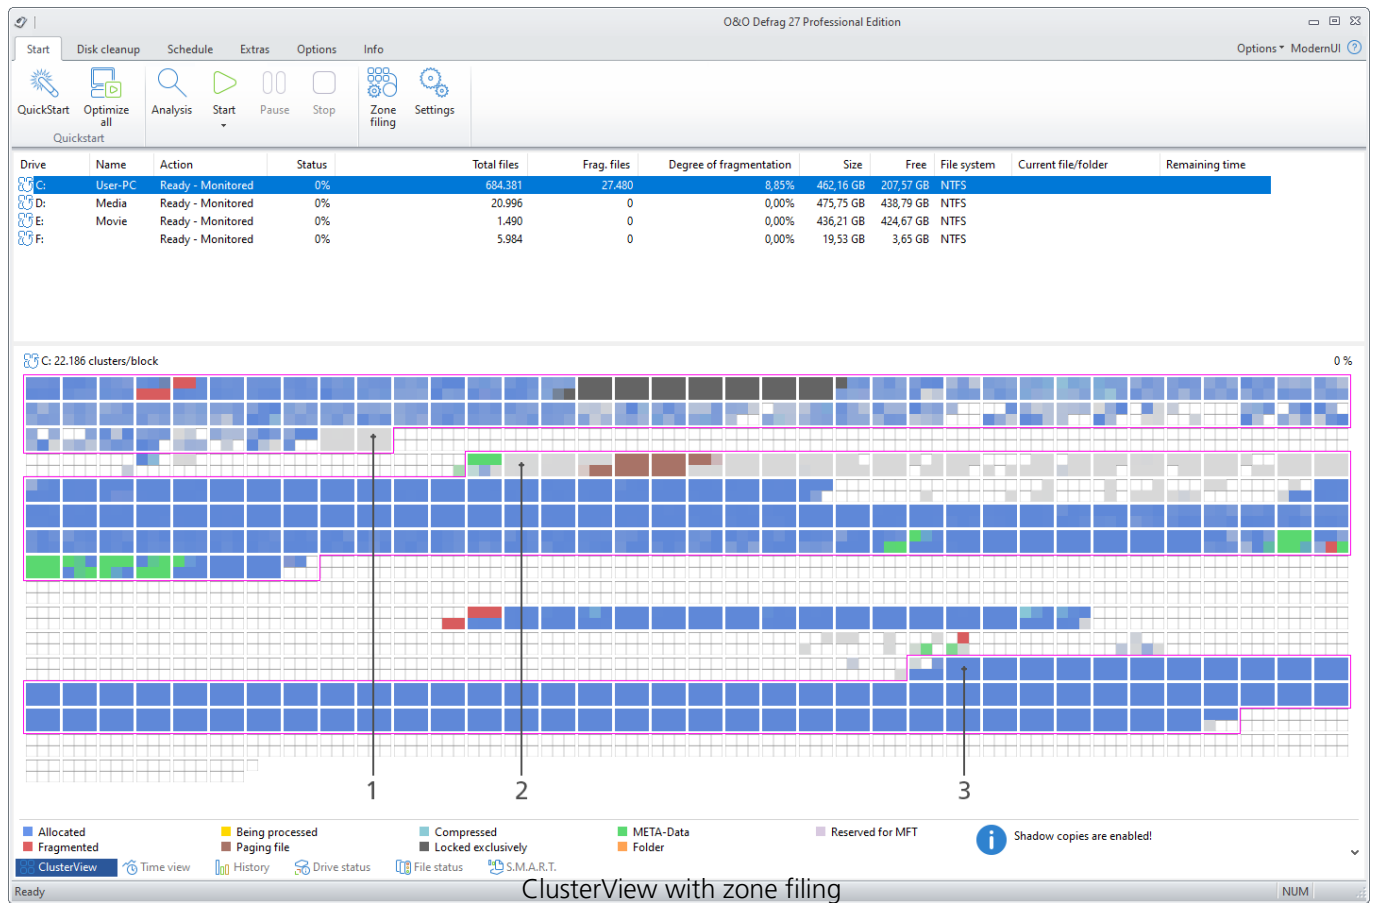 O&O Defrag 27 Professional Edition
Start Disk cleanup Schedule Extras Options Info Options ModernUI ?
QuickStart Optimize all Analysis Start Pause Stop Zone filing Settings
Quickstart
Drive Name Action Status Total files Frag. files Degree of fragmentation Size Free File system Current file/folder Remaining time
C: User-PC Ready - Monitored 0% 684.381 27.480 8,85% 462,16 GB 207,57 GB NTFS
D: Media Ready - Monitored 0% 20.996 0 0,00% 475,75 GB 438,79 GB NTFS
E: Movie Ready - Monitored 0% 1.490 0 0,00% 436,21 GB 424,67 GB NTFS
F: Ready - Monitored 0% 5.984 0 0,00% 19,53 GB 3,65 GB NTFS
C: 22.186 clusters/block 0 %
1 2 3
Allocated Being processed Compressed META-Data Reserved for MFT
Shadow copies are enabled!
Fragmented Paging file Locked exclusively Folder
ClusterView Time view History Drive status File status S.M.A.R.T.
Ready ClusterView with zone filing NUM